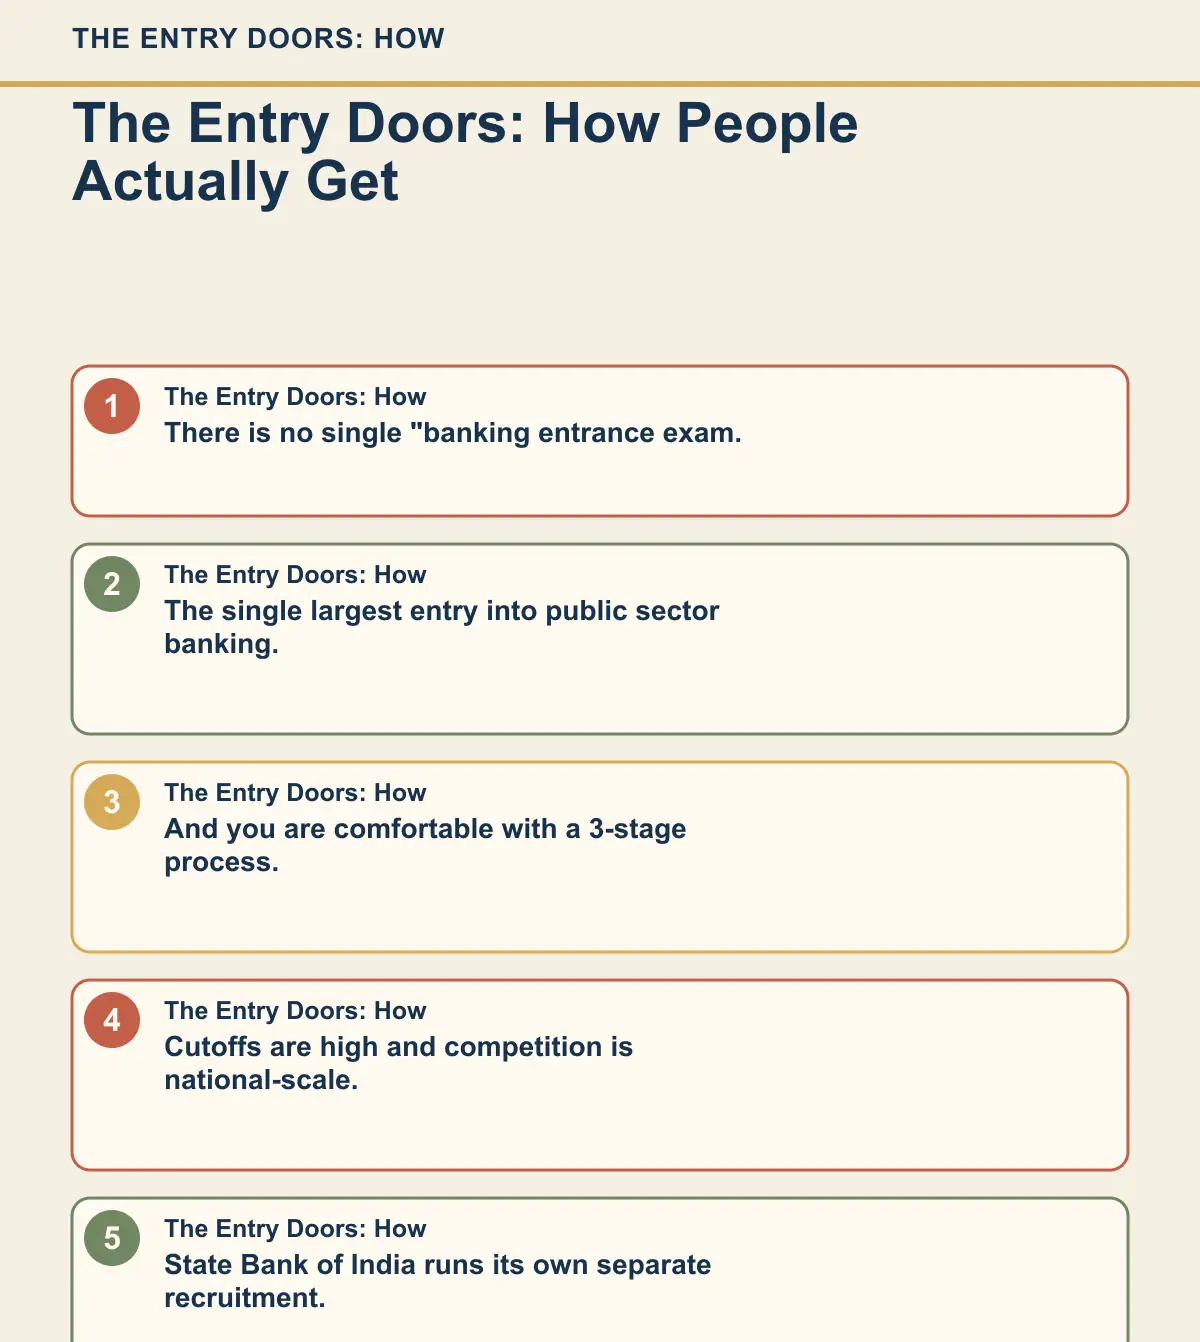 THE ENTRY DOORS: HOW
The Entry Doors: How People
Actually Get
1
The Entry Doors: How
There is no single "banking entrance exam.
2
The Entry Doors: How
The single largest entry into public sector
banking.
3
The Entry Doors: How
And you are comfortable with a 3-stage
process.
4
The Entry Doors: How
Cutoffs are high and competition is
national-scale.
5
The Entry Doors: How
State Bank of India runs its own separate
recruitment.